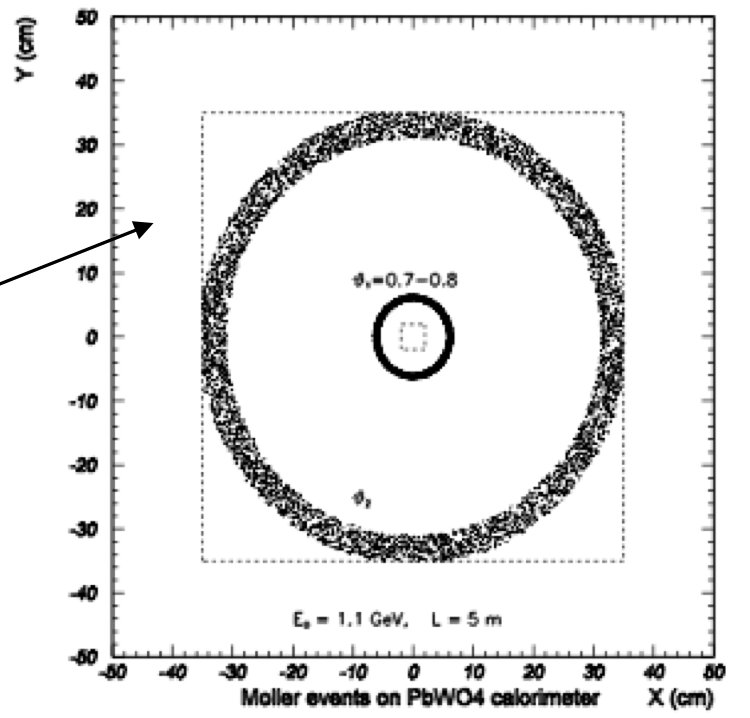 Y (cm)
50
40
30
20
10
0
-10
-20
-30
-40
-50
ϑ₁=0.7-0.8
ϑ₂
E₀ = 1.1 GeV, L = 5 m
-50 -40 -30 -20 -10 0 10 20 30 40 50
Moller events on PbWO4 calorimeter X (cm)